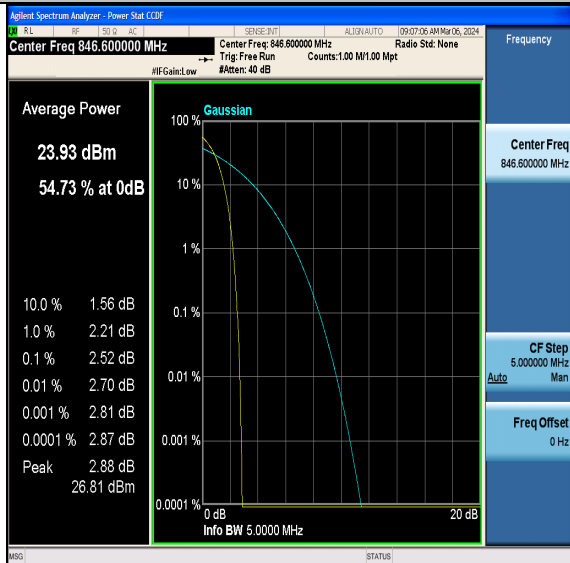 Agilent Spectrum Analyzer - Power Stat CCDF
R L RF 50 Ω AC SENSE:INT ALIGN AUTO 09:07:06 AM Mar 06, 2024
Center Freq 846.600000 MHz
Center Freq: 846.600000 MHz Radio Std: None
Trig: Free Run Counts:1.00 M/1.00 Mpt
#IFGain:Low #Atten: 40 dB
Frequency
Average Power
23.93 dBm
54.73 % at 0dB
10.0 % 1.56 dB
1.0 % 2.21 dB
0.1 % 2.52 dB
0.01 % 2.70 dB
0.001 % 2.81 dB
0.0001 % 2.87 dB
Peak 2.88 dB
26.81 dBm
Gaussian
100 %
10 %
1 %
0.1 %
0.01 %
0.001 %
0.0001 %
0 dB 20 dB
Info BW 5.0000 MHz
Center Freq
846.600000 MHz
CF Step
5.000000 MHz
Auto Man
Freq Offset
0 Hz
MSG STATUS